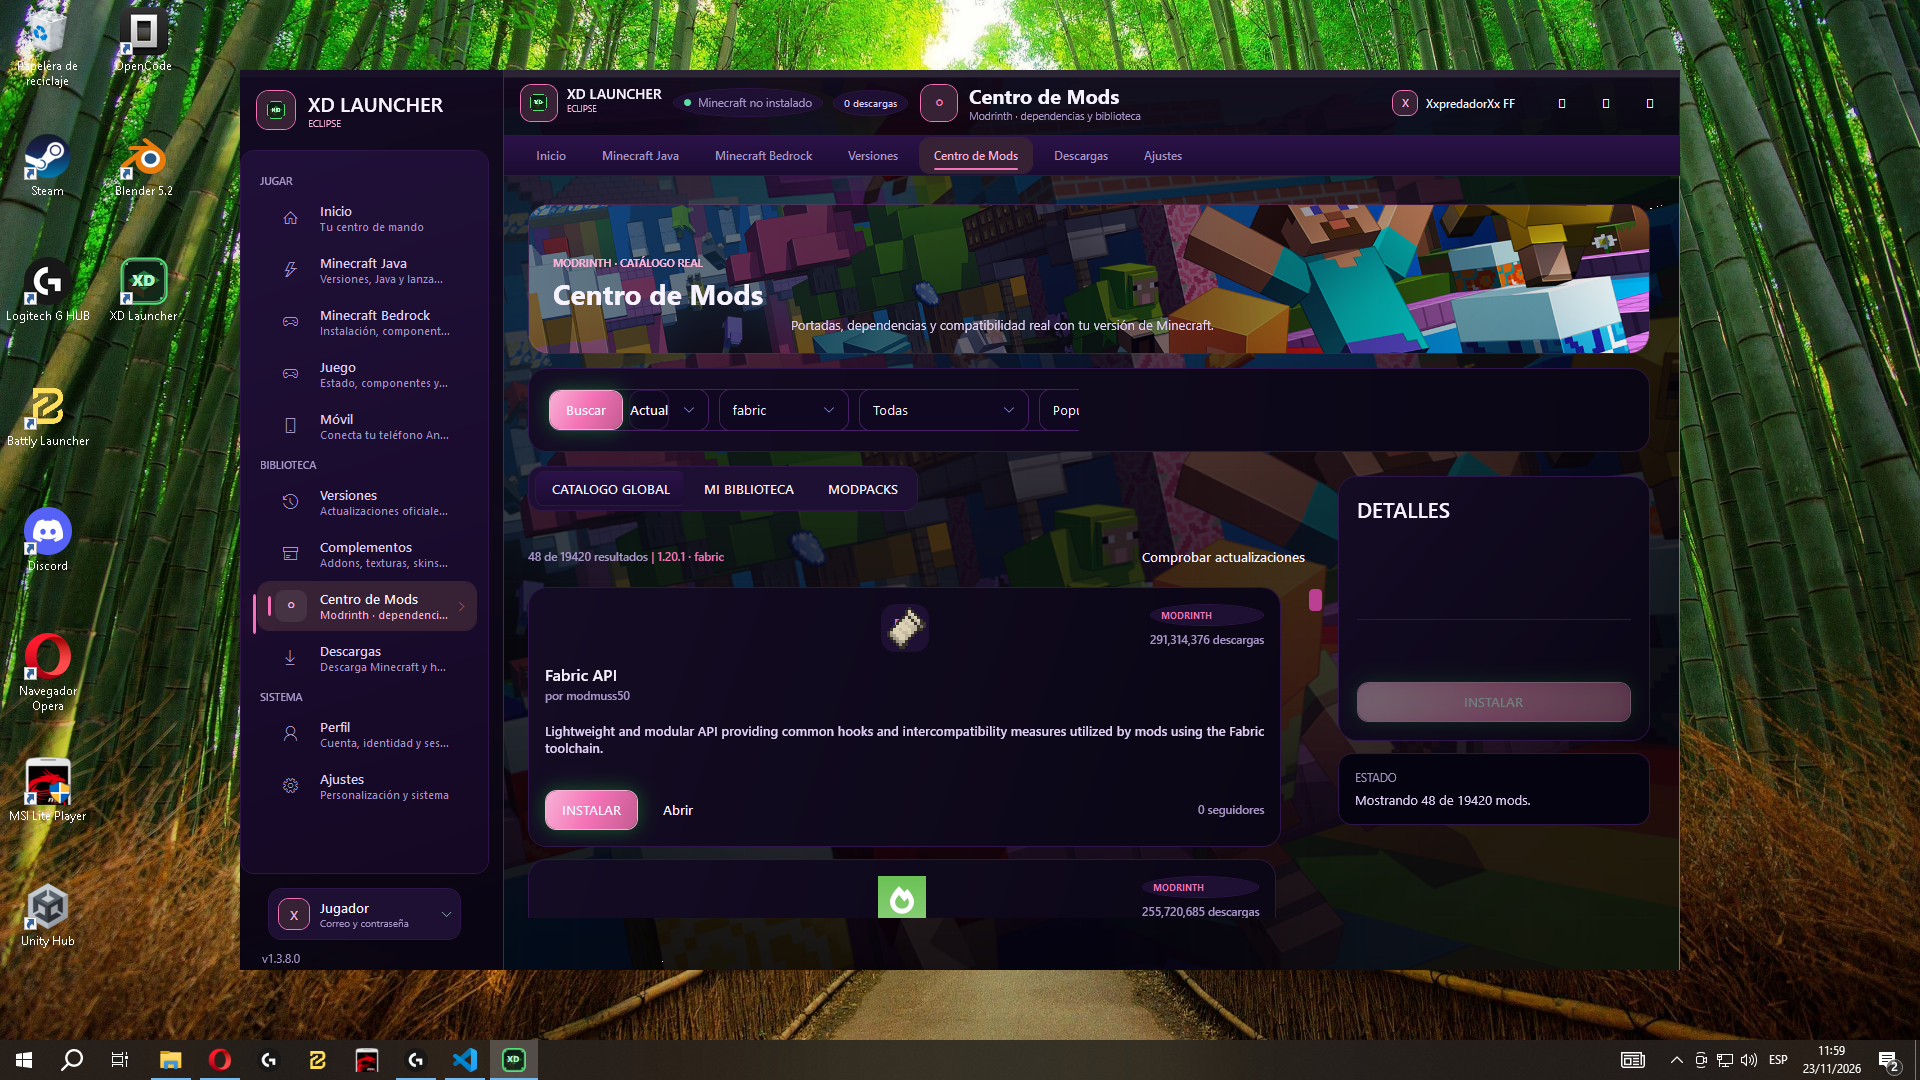 Papelera de
reciclaje
OpenCode
Steam
Blender 5.2
Logitech G HUB
XD
XD Launcher
Battly Launcher
Discord
Navegador
Opera
MSI Lite Player
Unity Hub
XD
XD LAUNCHER
ECLIPSE
JUGAR
Inicio
Tu centro de mando
Minecraft Java
Versiones, Java y lanza...
Minecraft Bedrock
Instalación, component...
Juego
Estado, componentes y...
Móvil
Conecta tu teléfono An...
BIBLIOTECA
Versiones
Actualizaciones oficiale...
Complementos
Addons, texturas, skins...
Centro de Mods
Modrinth · dependenci...
Descargas
Descarga Minecraft y h...
SISTEMA
Perfil
Cuenta, identidad y ses...
Ajustes
Personalización y sistema
X
Jugador
Correo y contraseña
v1.3.8.0
XD
XD LAUNCHER
ECLIPSE
Minecraft no instalado
0 descargas
Centro de Mods
Modrinth · dependencias y biblioteca
X
XxpredadorXx FF
Inicio
Minecraft Java
Minecraft Bedrock
Versiones
Centro de Mods
Descargas
Ajustes
MODRINTH · CATÁLOGO REAL
Centro de Mods
Portadas, dependencias y compatibilidad real con tu versión de Minecraft.
Buscar
Actual
fabric
Todas
Popu
CATALOGO GLOBAL
MI BIBLIOTECA
MODPACKS
48 de 19420 resultados | 1.20.1 · fabric
Comprobar actualizaciones
MODRINTH
291,314,376 descargas
Fabric API
por modmuss50
Lightweight and modular API providing common hooks and intercompatibility measures utilized by mods using the Fabric
toolchain.
INSTALAR
Abrir
0 seguidores
MODRINTH
255,720,685 descargas
DETALLES
INSTALAR
ESTADO
Mostrando 48 de 19420 mods.
XD
ESP
11:59
23/11/2026
2